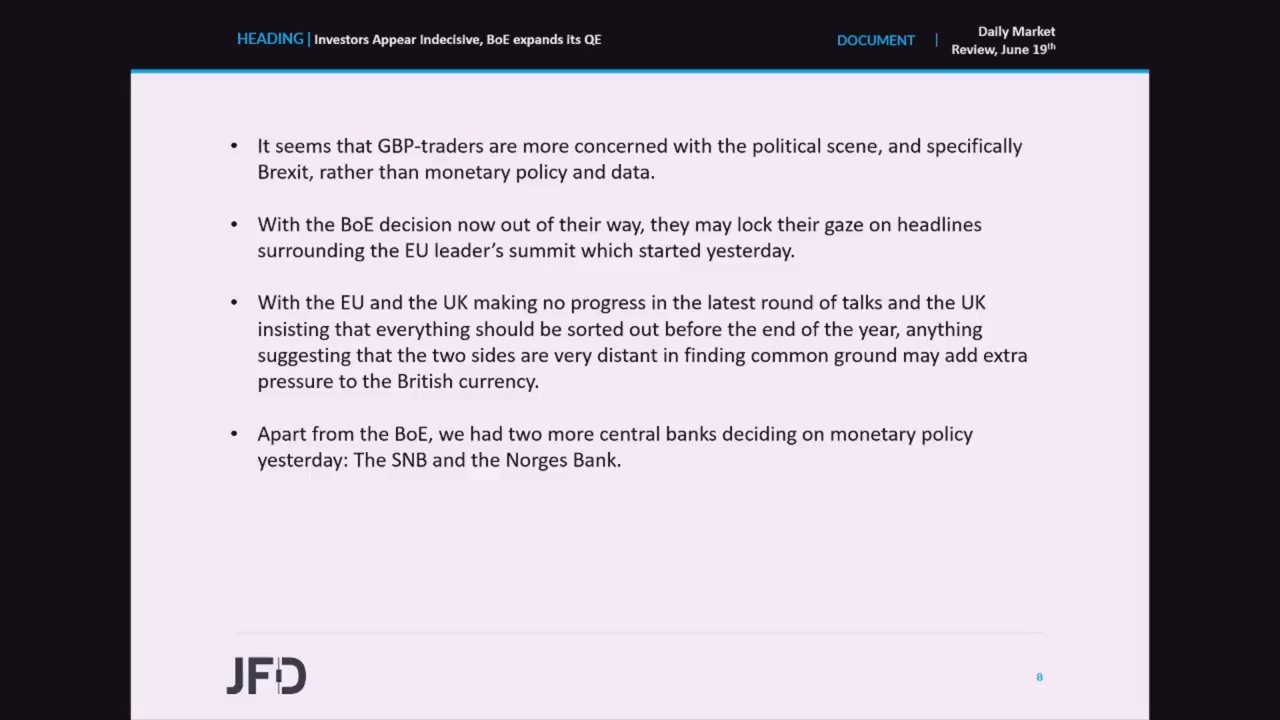 HEADING | Investors Appear Indecisive, BoE expands its QE
DOCUMENT | Daily Market
Review, June 19th
• It seems that GBP-traders are more concerned with the political scene, and specifically
Brexit, rather than monetary policy and data.
• With the BoE decision now out of their way, they may lock their gaze on headlines
surrounding the EU leader’s summit which started yesterday.
• With the EU and the UK making no progress in the latest round of talks and the UK
insisting that everything should be sorted out before the end of the year, anything
suggesting that the two sides are very distant in finding common ground may add extra
pressure to the British currency.
• Apart from the BoE, we had two more central banks deciding on monetary policy
yesterday: The SNB and the Norges Bank.
JFD
8